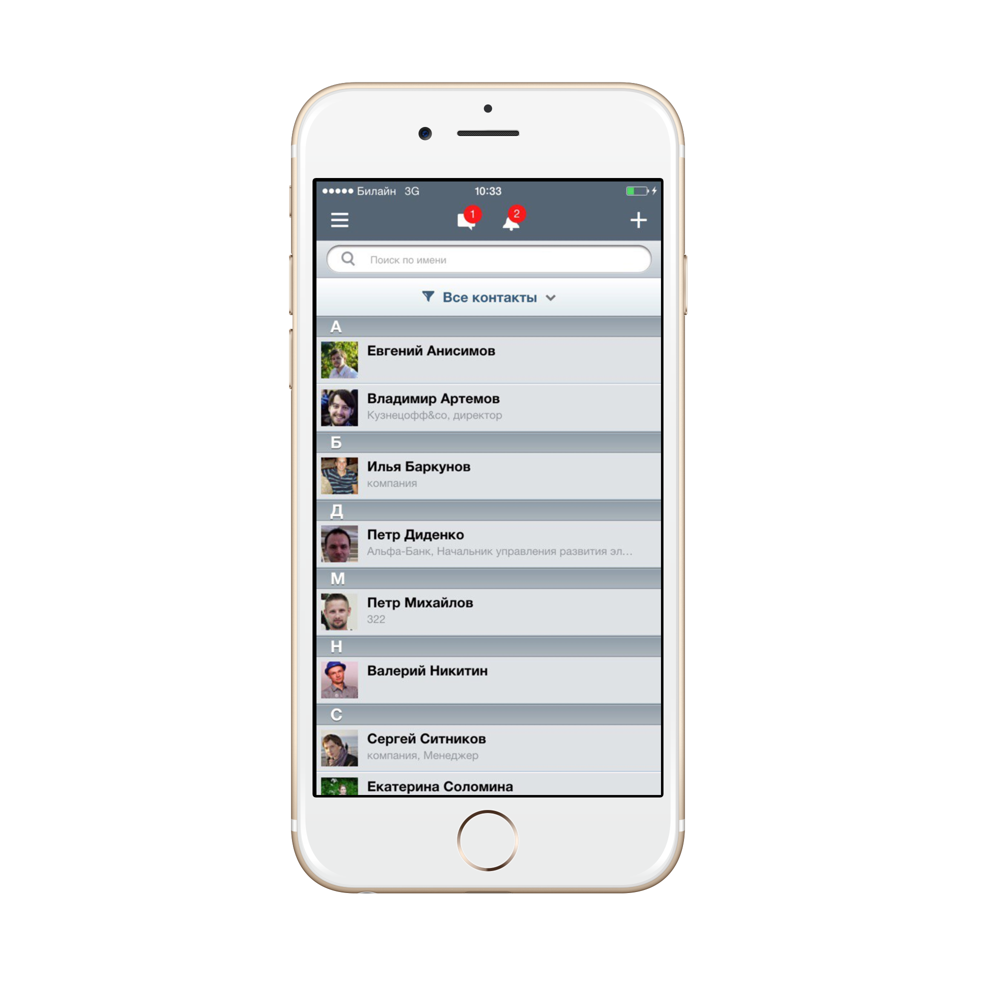 Билайн 3G 10:33
1 2
Поиск по имени
Все контакты
А
Евгений Анисимов
Владимир Артемов
Кузнецофф&co, директор
Б
Илья Баркунов
компания
Д
Петр Диденко
Альфа-Банк, Начальник управления развития эл...
М
Петр Михайлов
322
Н
Валерий Никитин
С
Сергей Ситников
компания, Менеджер
Екатерина Соломина